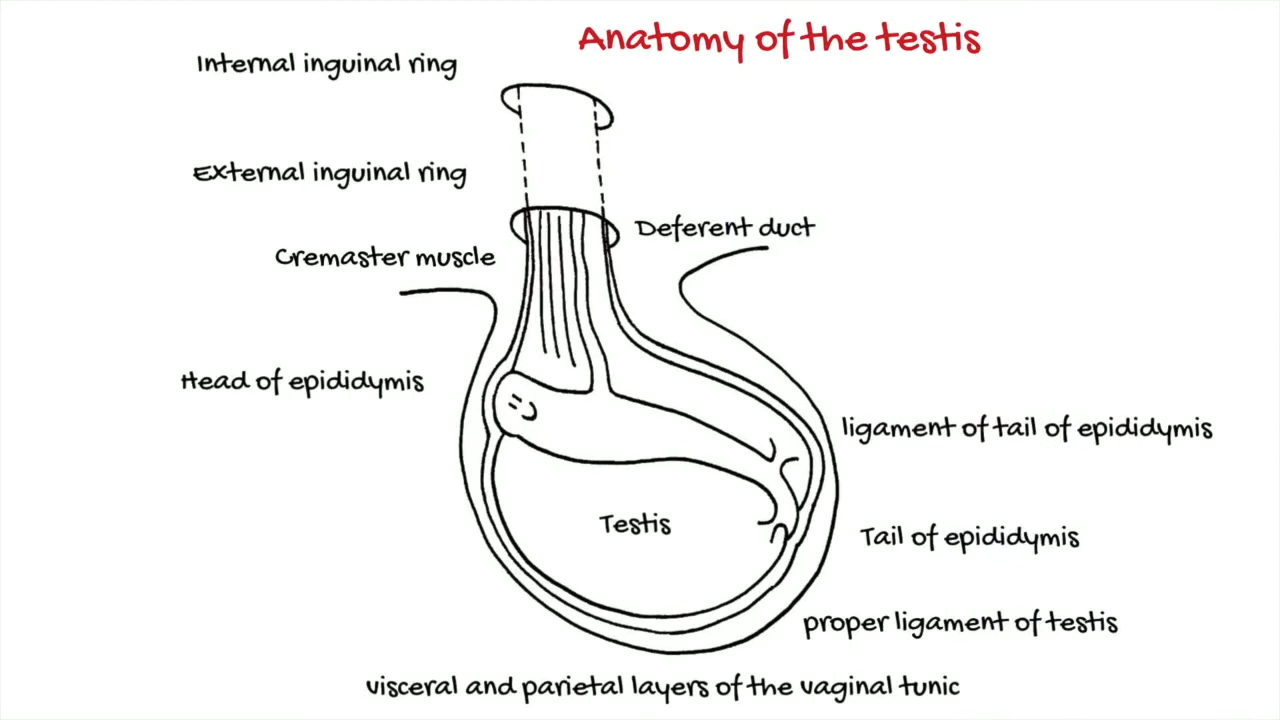 Anatomy of the testis
Internal inguinal ring
External inguinal ring
Deferent duct
Cremaster muscle
Head of epididymis
ligament of tail of epididymis
Testis
Tail of epididymis
proper ligament of testis
visceral and parietal layers of the vaginal tunic